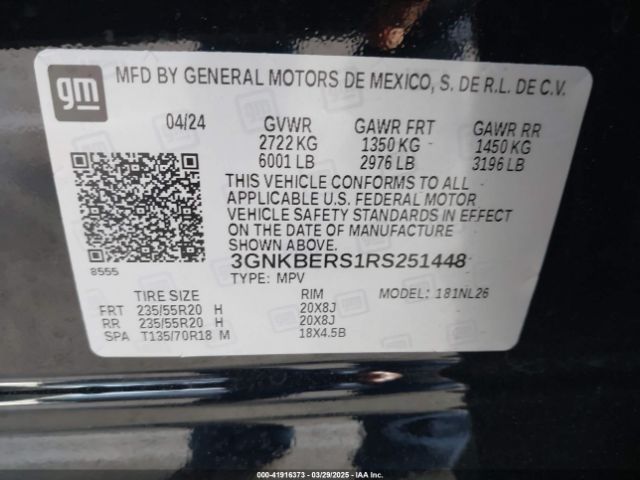 gm MFD BY GENERAL MOTORS DE MEXICO, S. DE R.L. DE C.V.
04/24 GVWR GAWR FRT GAWR RR
2722 KG 1350 KG 1450 KG
6001 LB 2976 LB 3196 LB
THIS VEHICLE CONFORMS TO ALL
APPLICABLE U.S. FEDERAL MOTOR
VEHICLE SAFETY STANDARDS IN EFFECT
ON THE DATE OF MANUFACTURE
SHOWN ABOVE.
8555 3GNKBERS1RS251448
TYPE: MPV MODEL: 181NL26
TIRE SIZE RIM
FRT 235/55R20 H 20X8J
RR 235/55R20 H 20X8J
SPA T135/70R18 M 18X4.5B
000-41916373 | 03/29/2025 | IAAI.COM